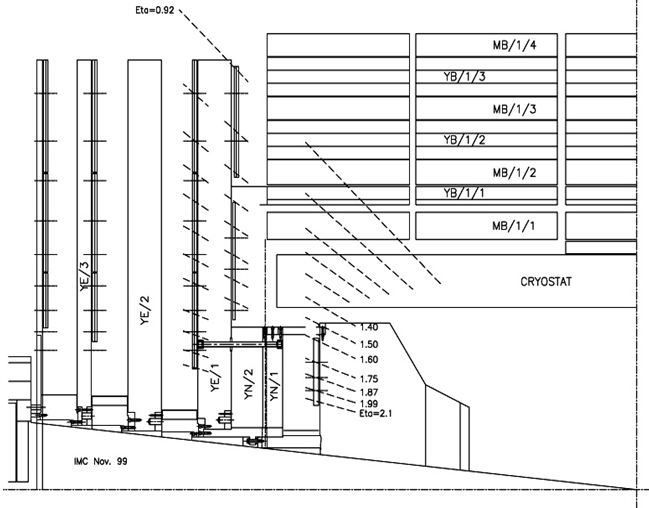 Eta=0.92
MB/1/4
YB/1/3
MB/1/3
YB/1/2
MB/1/2
YB/1/1
MB/1/1
CRYOSTAT
YE/3
YE/2
YE/1
YN/2
YN/1
1.40
1.50
1.60
1.75
1.87
1.99
Eta=2.1
IMC Nov. 99